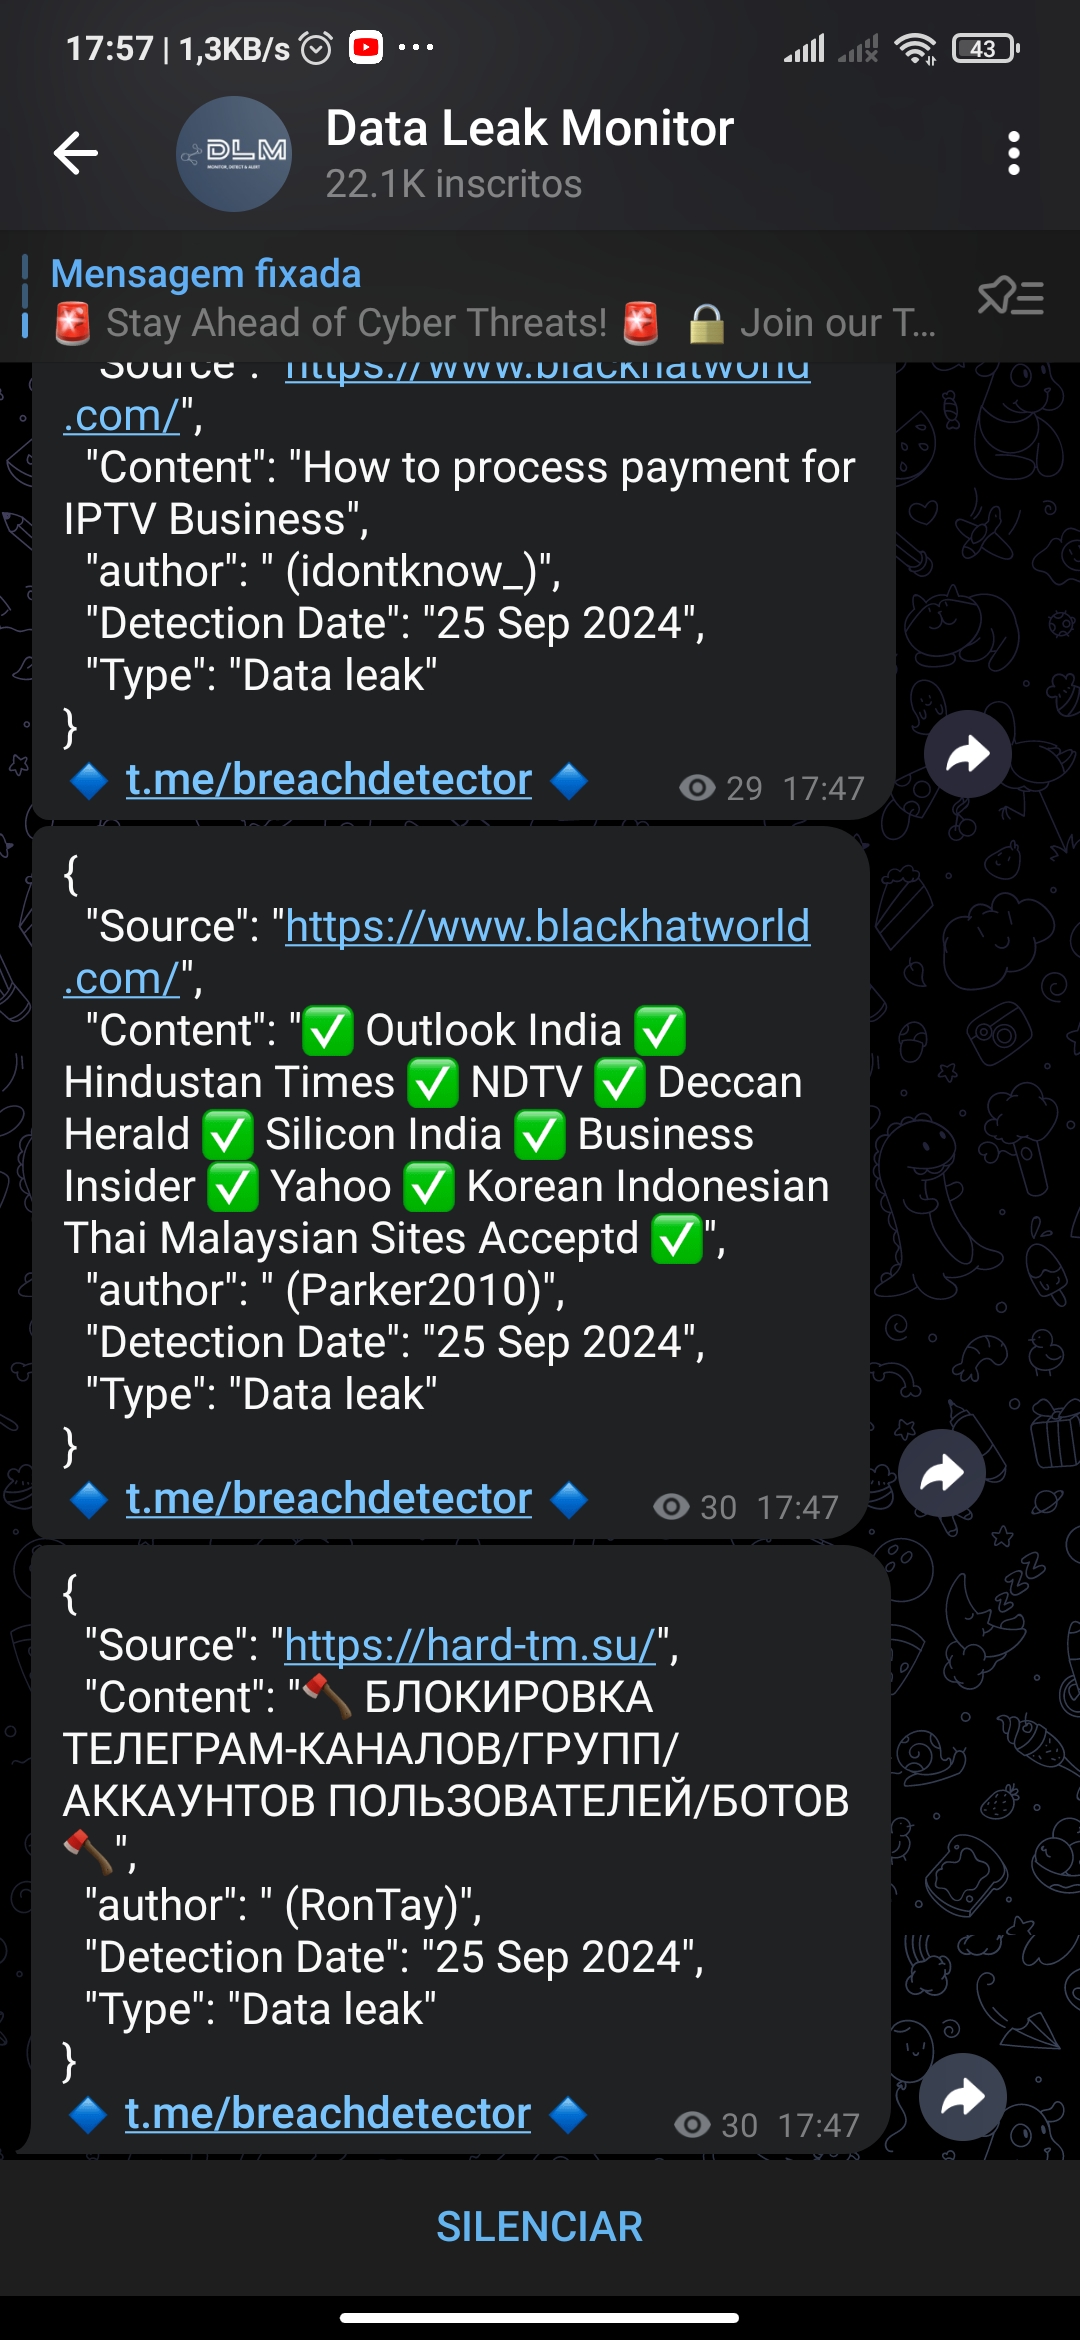 17:57 | 1,3KB/s
43
DLM
Data Leak Monitor
22.1K inscritos
Mensagem fixada
🚨 Stay Ahead of Cyber Threats! 🚨 🔒 Join our T...
"Source": "https://www.blackhatworld
.com/",
"Content": "How to process payment for
IPTV Business",
"author": " (idontknow_)",
"Detection Date": "25 Sep 2024",
"Type": "Data leak"
}
🔹 t.me/breachdetector 🔹 29 17:47
{
"Source": "https://www.blackhatworld
.com/",
"Content": "✅ Outlook India ✅
Hindustan Times ✅ NDTV ✅ Deccan
Herald ✅ Silicon India ✅ Business
Insider ✅ Yahoo ✅ Korean Indonesian
Thai Malaysian Sites Acceptd ✅",
"author": " (Parker2010)",
"Detection Date": "25 Sep 2024",
"Type": "Data leak"
}
🔹 t.me/breachdetector 🔹 30 17:47
{
"Source": "https://hard-tm.su/",
"Content": "🪓 БЛОКИРОВКА
ТЕЛЕГРАМ-КАНАЛОВ/ГРУПП/
АККАУНТОВ ПОЛЬЗОВАТЕЛЕЙ/БОТОВ
🪓",
"author": " (RonTay)",
"Detection Date": "25 Sep 2024",
"Type": "Data leak"
}
🔹 t.me/breachdetector 🔹 30 17:47
SILENCIAR